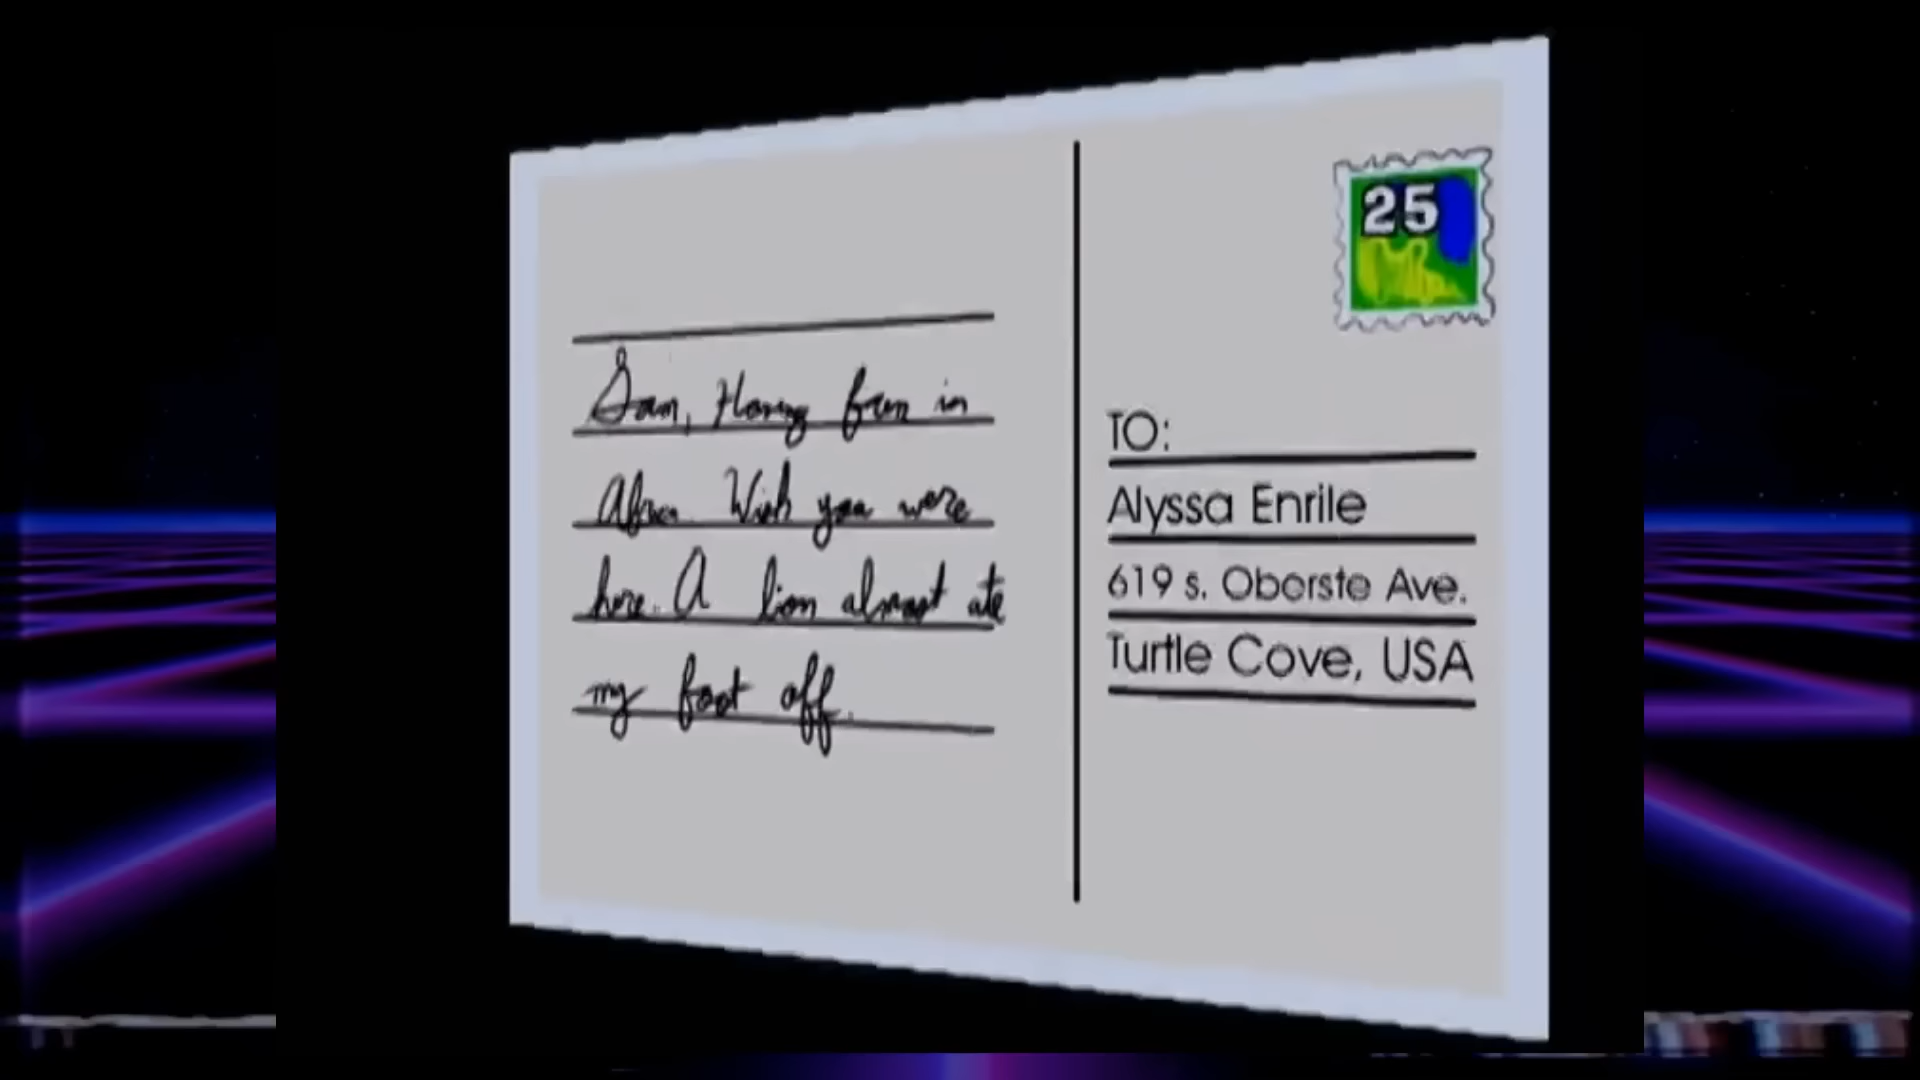 Sam, Having fun in
Africa. Wish you were
here. A lion almost ate
my foot off.
25
TO:
Alyssa Enrile
619 s. Oborste Ave.
Turtle Cove, USA